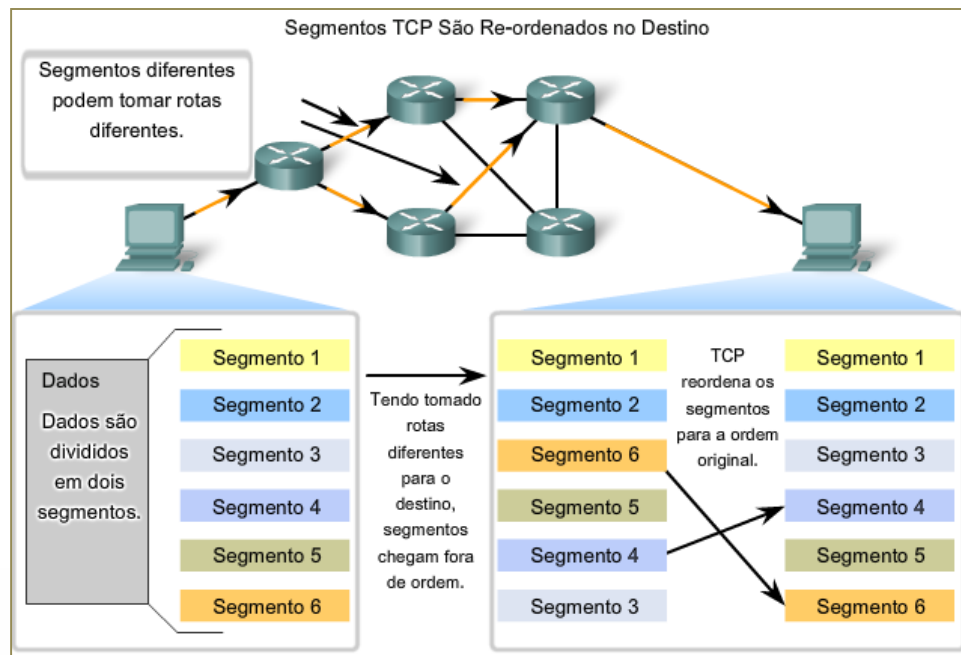 Segmentos TCP São Re-ordenados no Destino
Segmentos diferentes
podem tomar rotas
diferentes.
Dados
Dados são
divididos
em dois
segmentos.
Segmento 1
Segmento 2
Segmento 3
Segmento 4
Segmento 5
Segmento 6
Tendo tomado
rotas
diferentes
para o
destino,
segmentos
chegam fora
de ordem.
Segmento 1
Segmento 2
Segmento 6
Segmento 5
Segmento 4
Segmento 3
TCP
reordena os
segmentos
para a ordem
original.
Segmento 1
Segmento 2
Segmento 3
Segmento 4
Segmento 5
Segmento 6